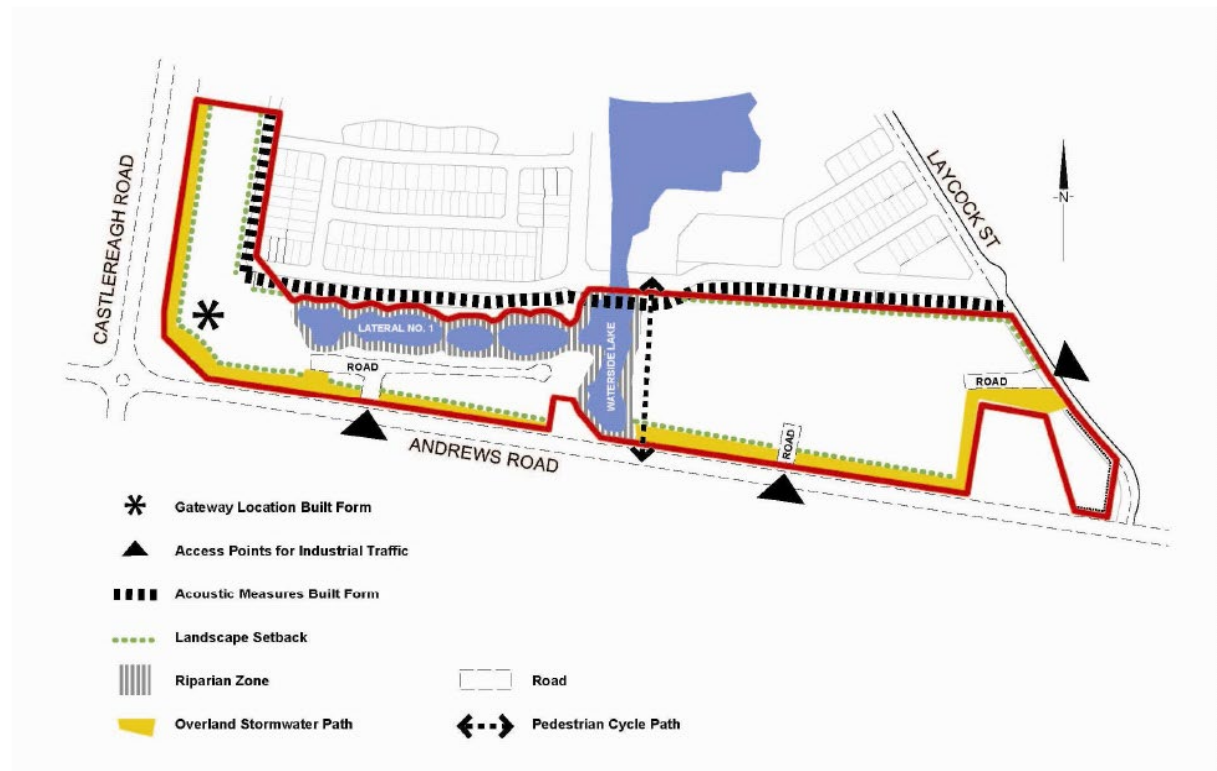 CASTLEREAGH ROAD
LAYCOCK ST
N
LATERAL NO. 1
WATERSIDE LAKE
ROAD
ROAD
ROAD
ANDREWS ROAD
Gateway Location Built Form
Access Points for Industrial Traffic
Acoustic Measures Built Form
Landscape Setback
Riparian Zone
Road
Overland Stormwater Path
Pedestrian Cycle Path